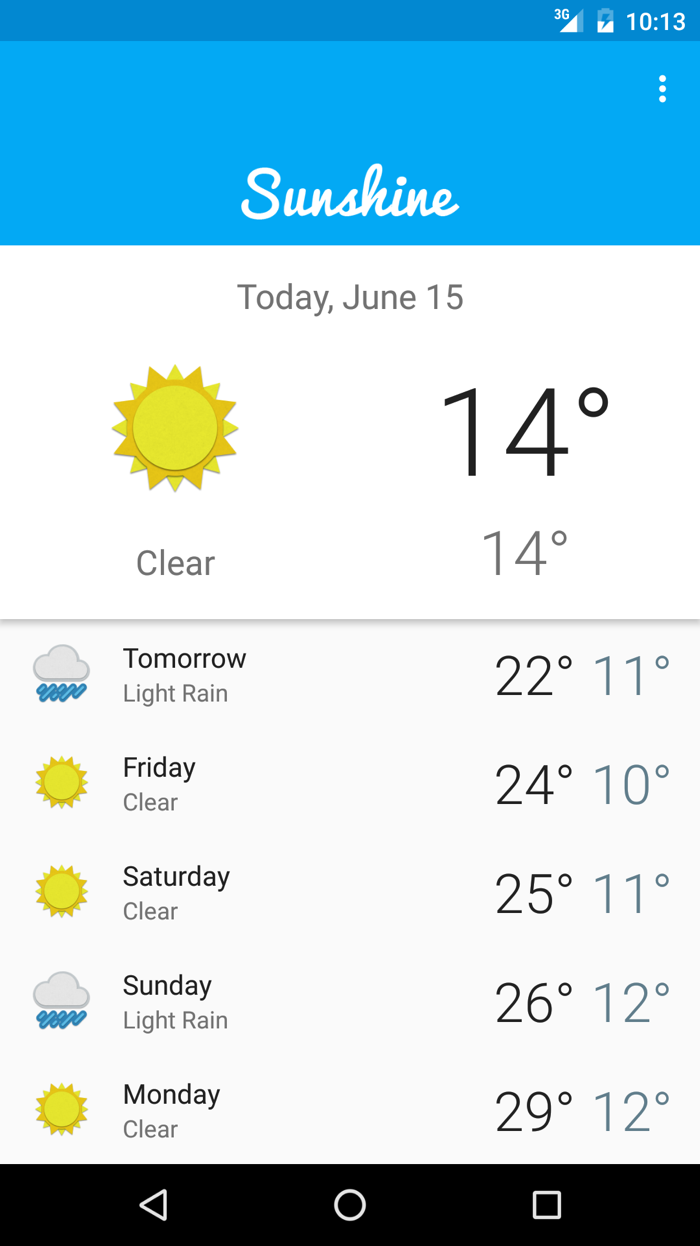 3G 10:13
Sunshine
Today, June 15
14°
Clear 14°
Tomorrow
Light Rain
22° 11°
Friday
Clear
24° 10°
Saturday
Clear
25° 11°
Sunday
Light Rain
26° 12°
Monday
Clear
29° 12°